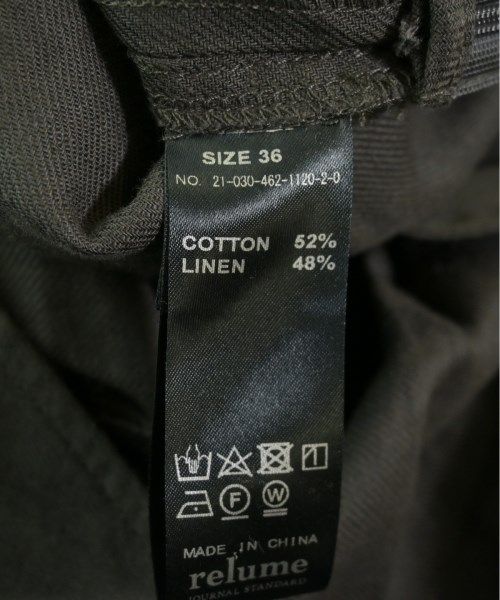 SIZE 36
NO. 21-030-462-1120-2-0
COTTON 52%
LINEN 48%
F W
MADE IN CHINA
relume
JOURNAL STANDARD